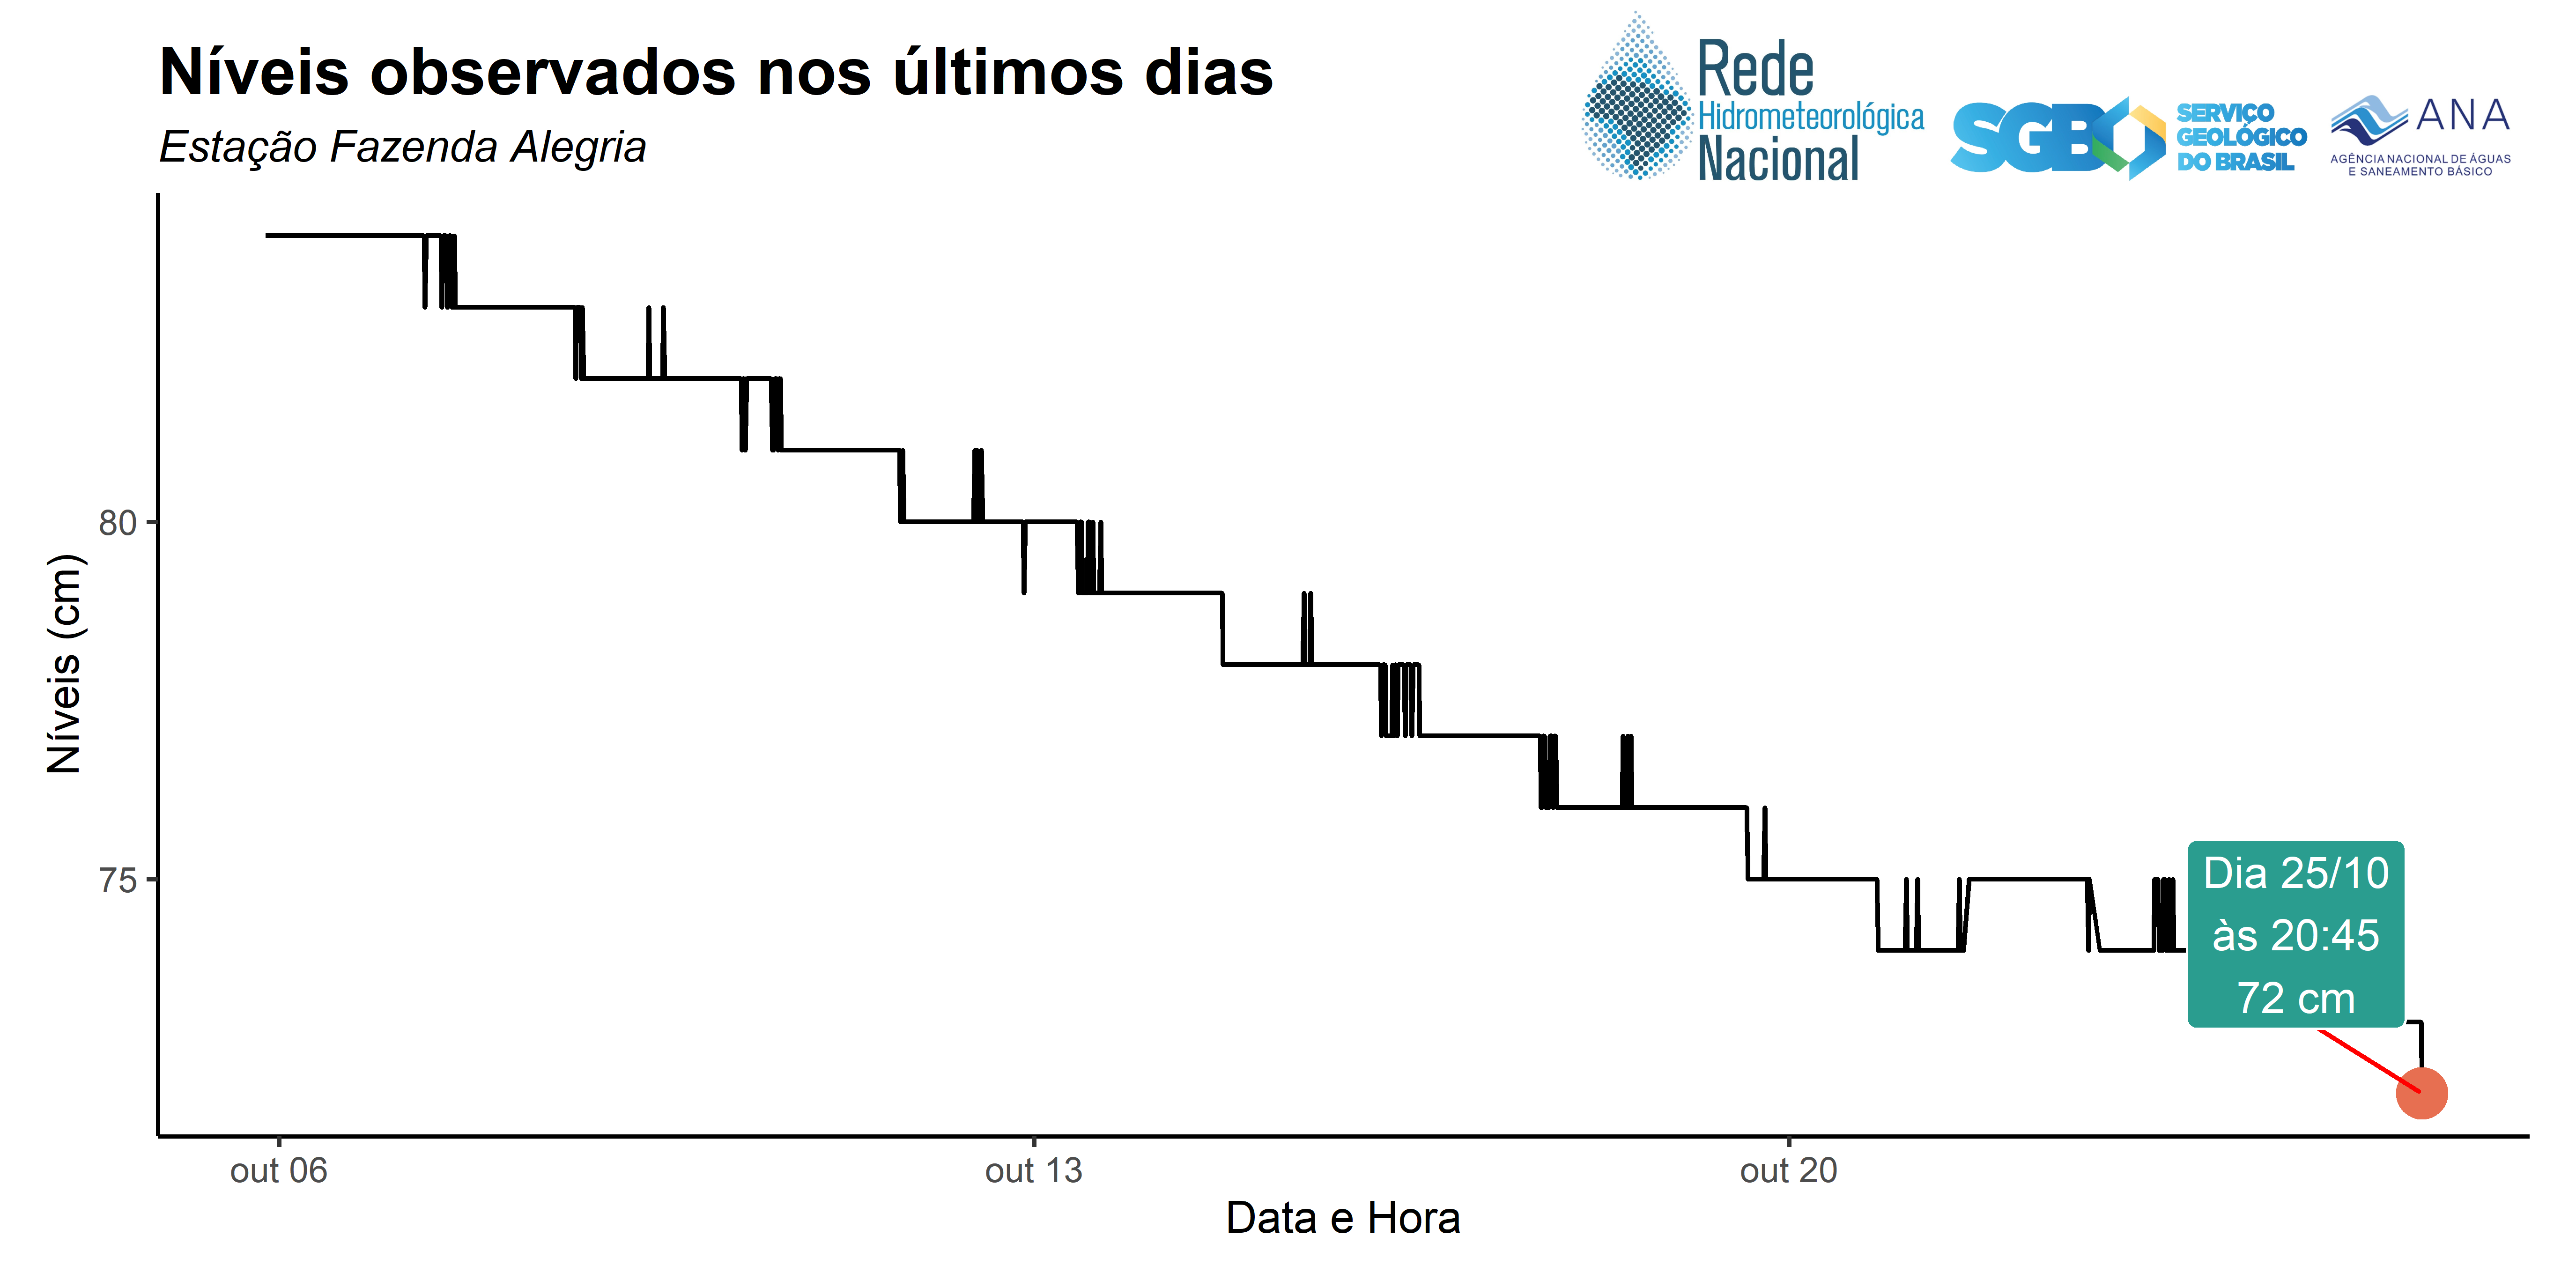 Níveis observados nos últimos dias
Estação Fazenda Alegria
Rede
Hidrometeorológica
Nacional
SGB
SERVIÇO
GEOLÓGICO
DO BRASIL
ANA
AGÊNCIA NACIONAL DE ÁGUAS
E SANEAMENTO BÁSICO
Níveis (cm)
80
75
Dia 25/10
às 20:45
72 cm
out 06
out 13
out 20
Data e Hora